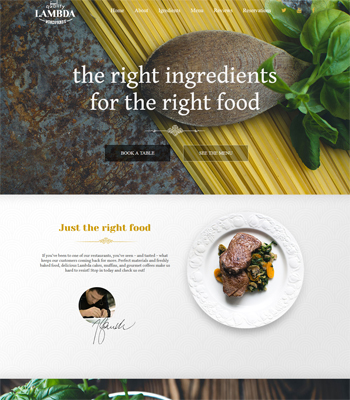 quality
LAMBDA
Home About Igredients Menu Reviews Reservations
the right ingredients
for the right food
BOOK A TABLE SEE THE MENU
Just the right food
If you've been to one of our restaurants, you've seen - and tasted - what
keeps our customers coming back for more. Perfect materials and freshly
baked food, delicious Lambda cakes, muffins, and gourmet coffees make us
hard to resist! Stop in today and check us out!